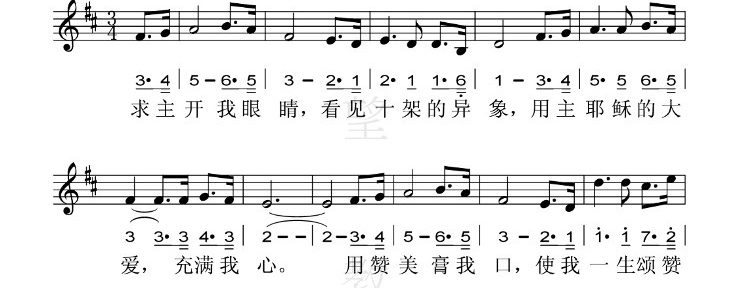 3
4
3· 4 | 5 – 6· 5 | 3 – 2· 1 | 2· 1 1· 6 | 1 – 3· 4 | 5· 5 6· 5 |
求主开我眼睛，看见十架的异象，用主耶稣的大
3 3· 3 4· 3 | 2 – – | 2 – 3· 4 | 5 – 6· 5 | 3 – 2· 1 | 1· 1 7· 2 |
爱，充满我心。用赞美膏我口，使我一生颂赞